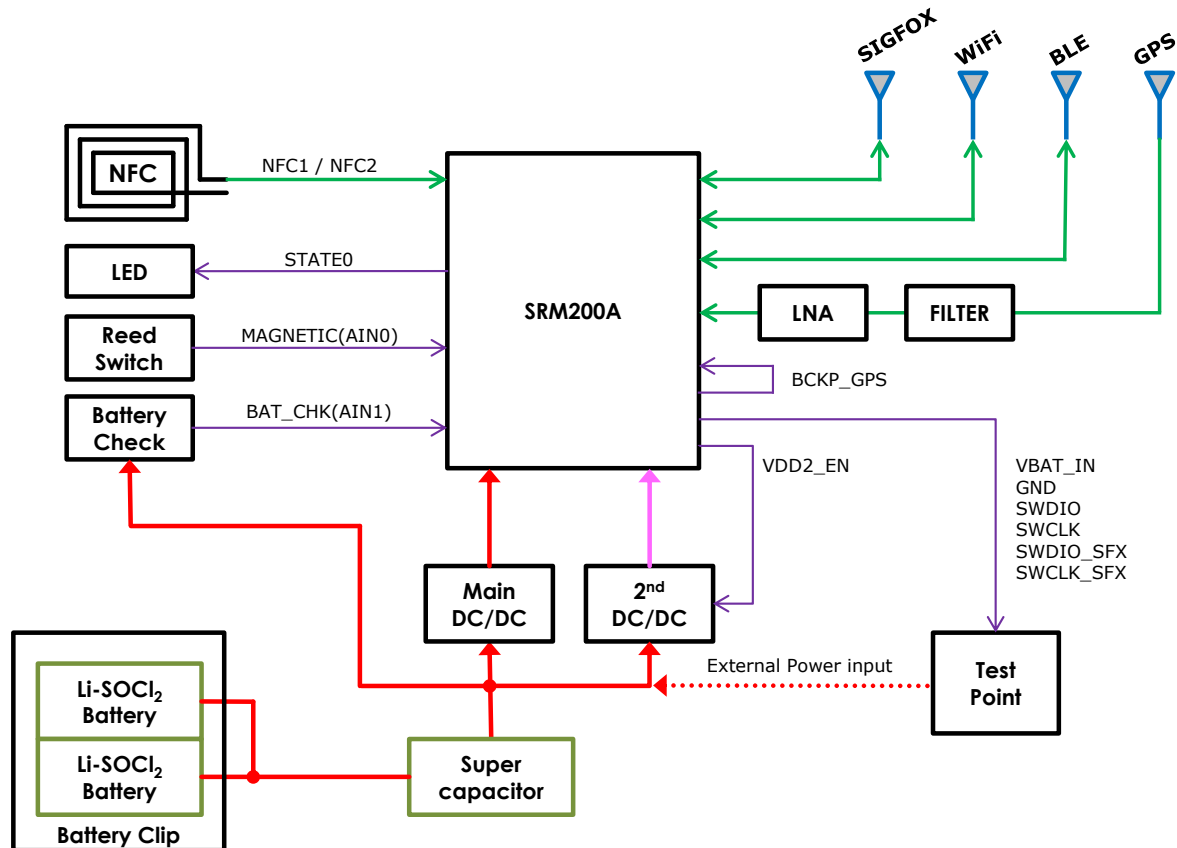 SIGFOX
WiFi
BLE
GPS
NFC
NFC1 / NFC2
LED
STATE0
SRM200A
LNA
FILTER
Reed
Switch
MAGNETIC(AIN0)
BCKP_GPS
Battery
Check
BAT_CHK(AIN1)
VDD2_EN
VBAT_IN
GND
SWDIO
SWCLK
SWDIO_SFX
SWCLK_SFX
Main
DC/DC
2nd
DC/DC
External Power input
Test
Point
Li-SOCl2
Battery
Li-SOCl2
Battery
Super
capacitor
Battery Clip